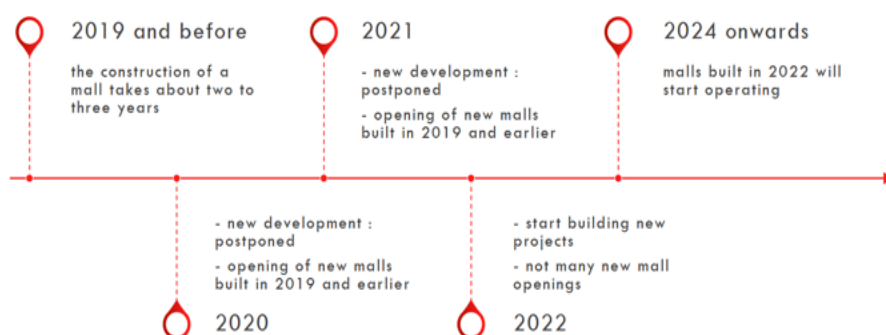 2019 and before
the construction of a
mall takes about two to
three years
2021
- new development :
postponed
- opening of new malls
built in 2019 and earlier
2024 onwards
malls built in 2022 will
start operating
- new development :
postponed
- opening of new malls
built in 2019 and earlier
2020
- start building new
projects
- not many new mall
openings
2022